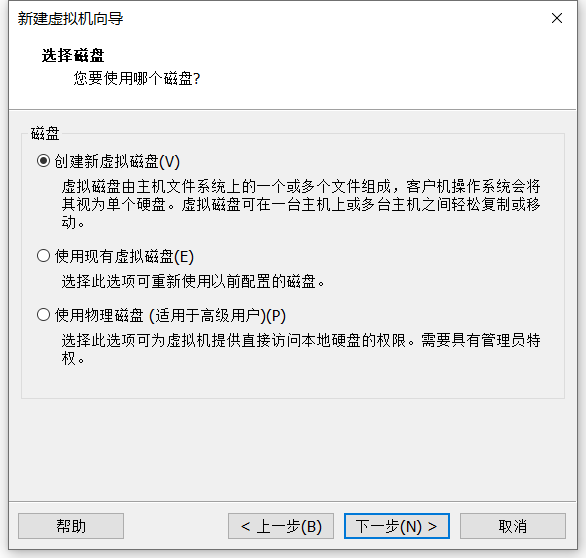 新建虚拟机向导
选择磁盘
您要使用哪个磁盘?
磁盘
创建新虚拟磁盘(V)
虚拟磁盘由主机文件系统上的一个或多个文件组成，客户机操作系统会将
其视为单个硬盘。虚拟磁盘可在一台主机上或多台主机之间轻松复制或移
动。
使用现有虚拟磁盘(E)
选择此选项可重新使用以前配置的磁盘。
使用物理磁盘 (适用于高级用户)(P)
选择此选项可为虚拟机提供直接访问本地硬盘的权限。需要具有管理员特
权。
帮助
< 上一步(B)
下一步(N) >
取消